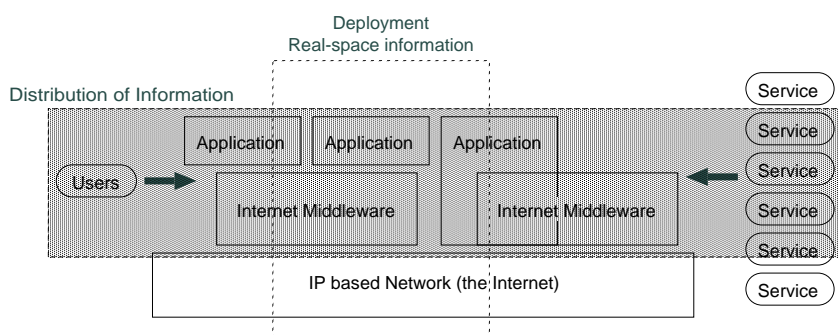 Deployment
Real-space information
Distribution of Information
Service
Service
Application
Application
Application
Users
Service
Internet Middleware
Internet Middleware
Service
Service
IP based Network (the Internet)
Service